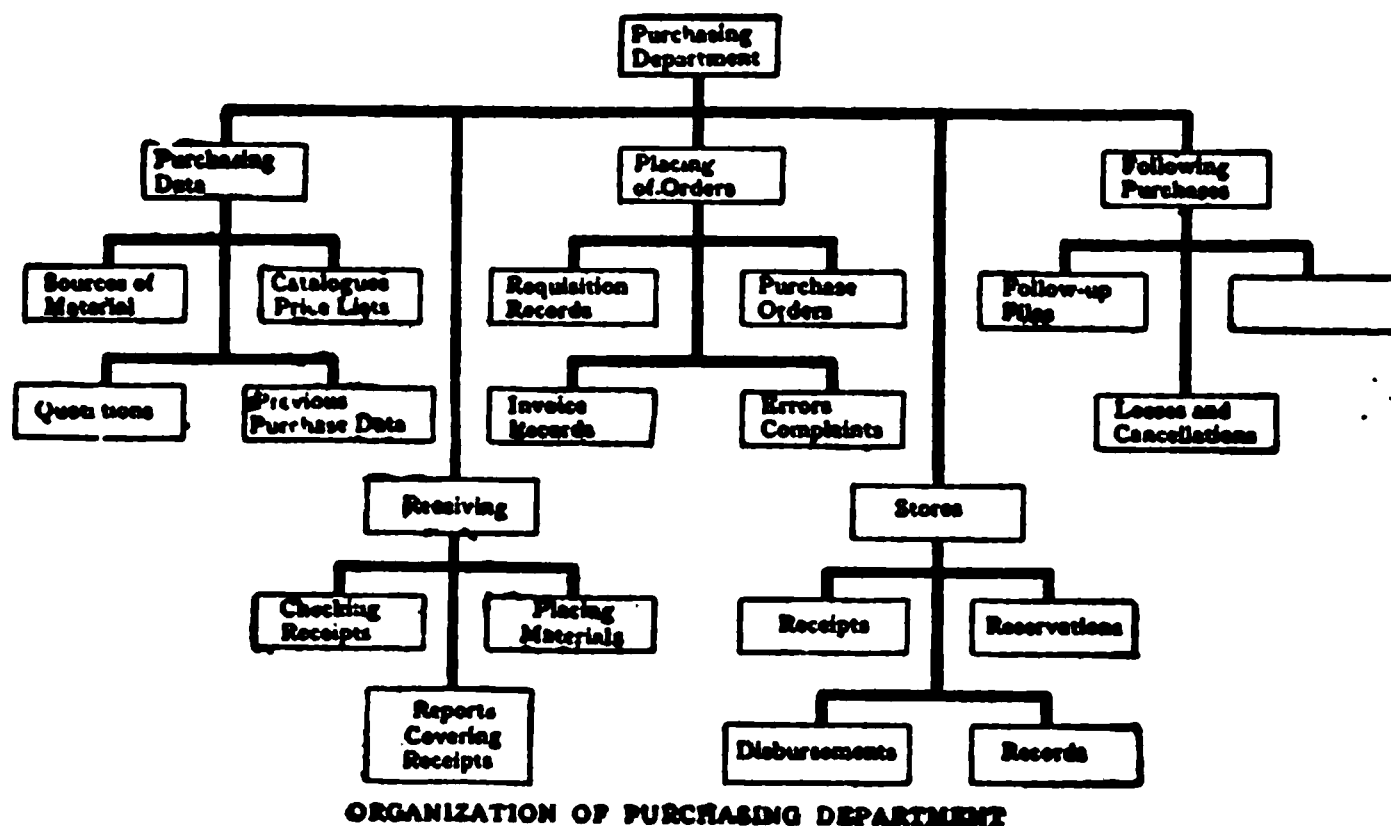 Purchasing
Department
Purchasing
Data
Placing
of Orders
Following
Purchases
Sources of
Material
Catalogues
Price Lists
Requisition
Records
Purchase
Orders
Follow-up
Files
Quotations
Previous
Purchase Data
Invoice
Records
Errors
Complaints
Losses and
Cancellations
Receiving
Stores
Checking
Receipts
Placing
Materials
Receipts
Reservations
Reports
Covering
Receipts
Disbursements
Records
ORGANIZATION OF PURCHASING DEPARTMENT